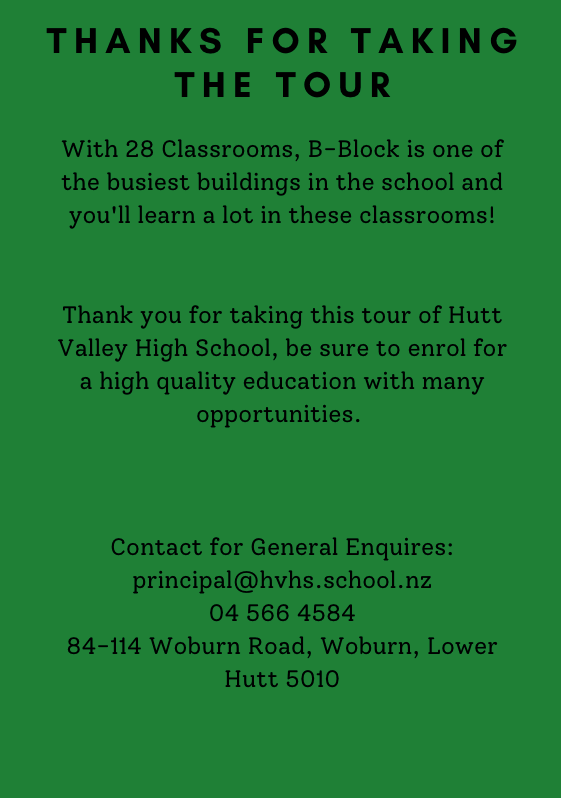 THANKS FOR TAKING
THE TOUR
With 28 Classrooms, B-Block is one of
the busiest buildings in the school and
you'll learn a lot in these classrooms!
Thank you for taking this tour of Hutt
Valley High School, be sure to enrol for
a high quality education with many
opportunities.
Contact for General Enquires:
principal@hvhs.school.nz
04 566 4584
84-114 Woburn Road, Woburn, Lower
Hutt 5010